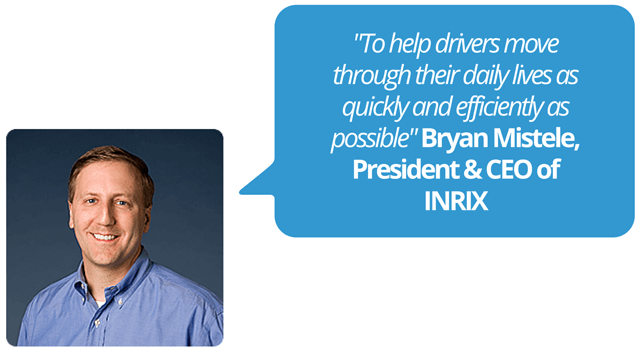 "To help drivers move
through their daily lives as
quickly and efficiently as
possible" Bryan Mistele,
President & CEO of
INRIX